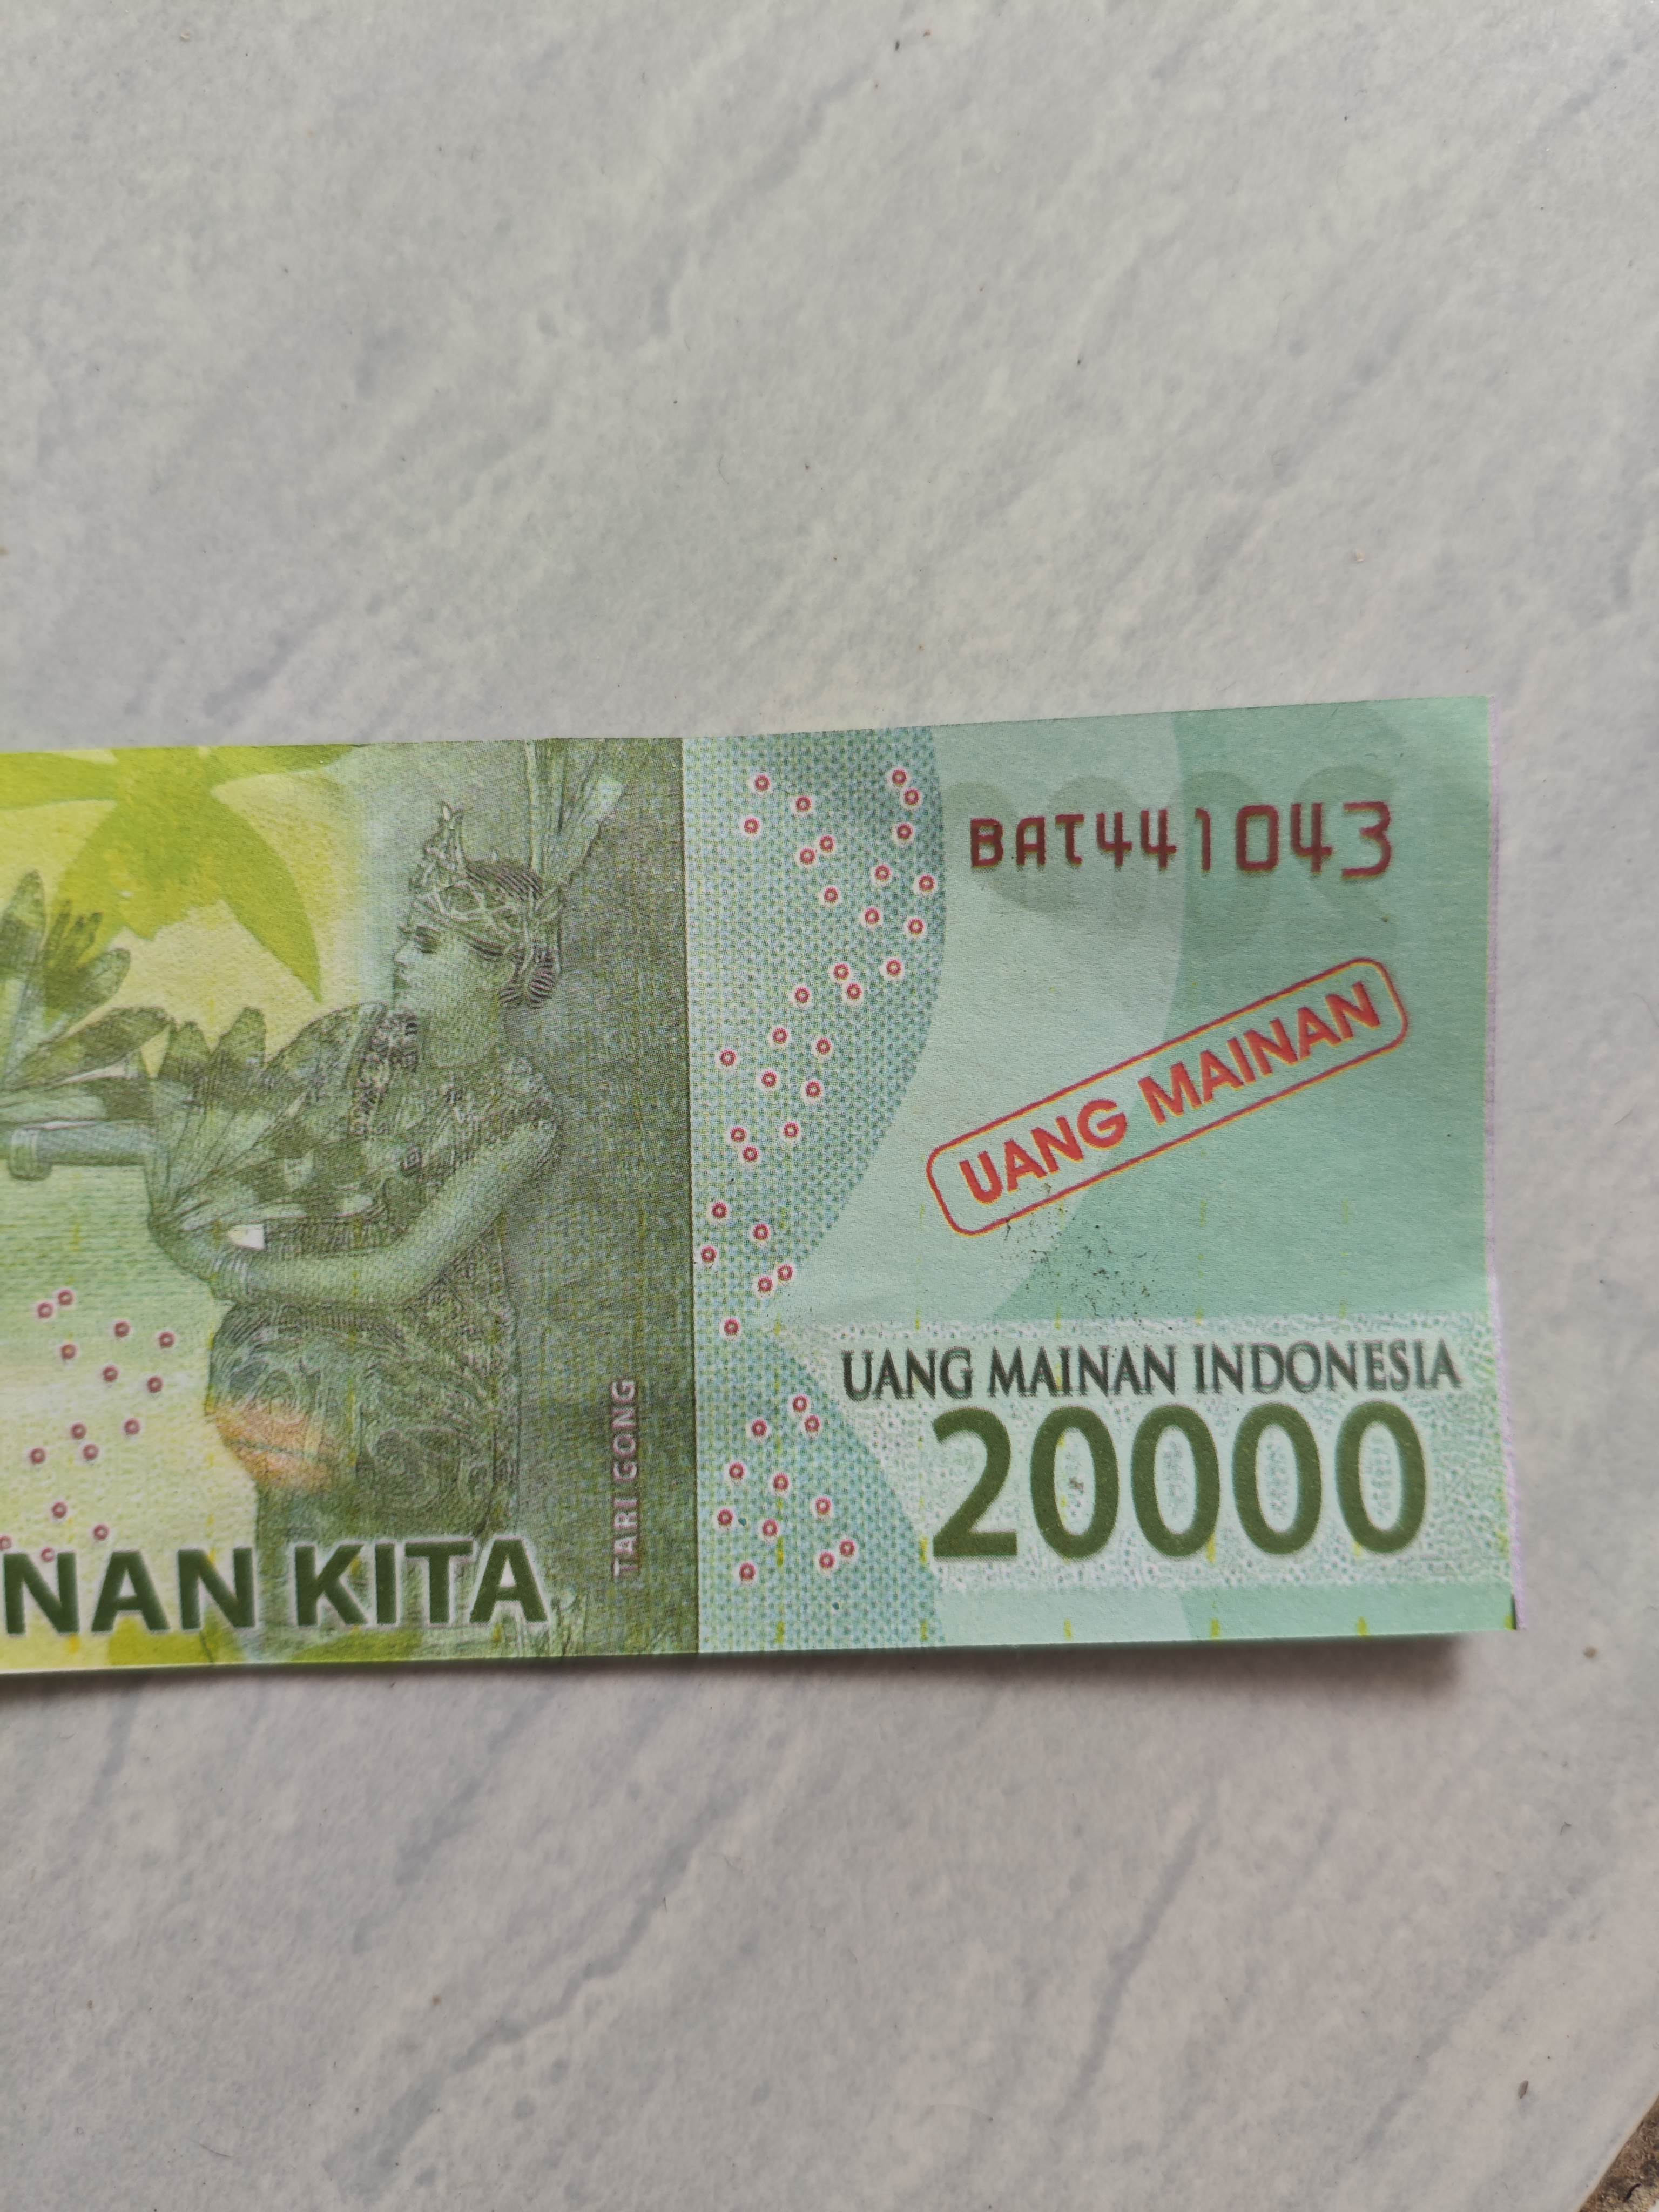 BAT441043
UANG MAINAN
UANG MAINAN INDONESIA
20000
TARI GONG
NAN KITA